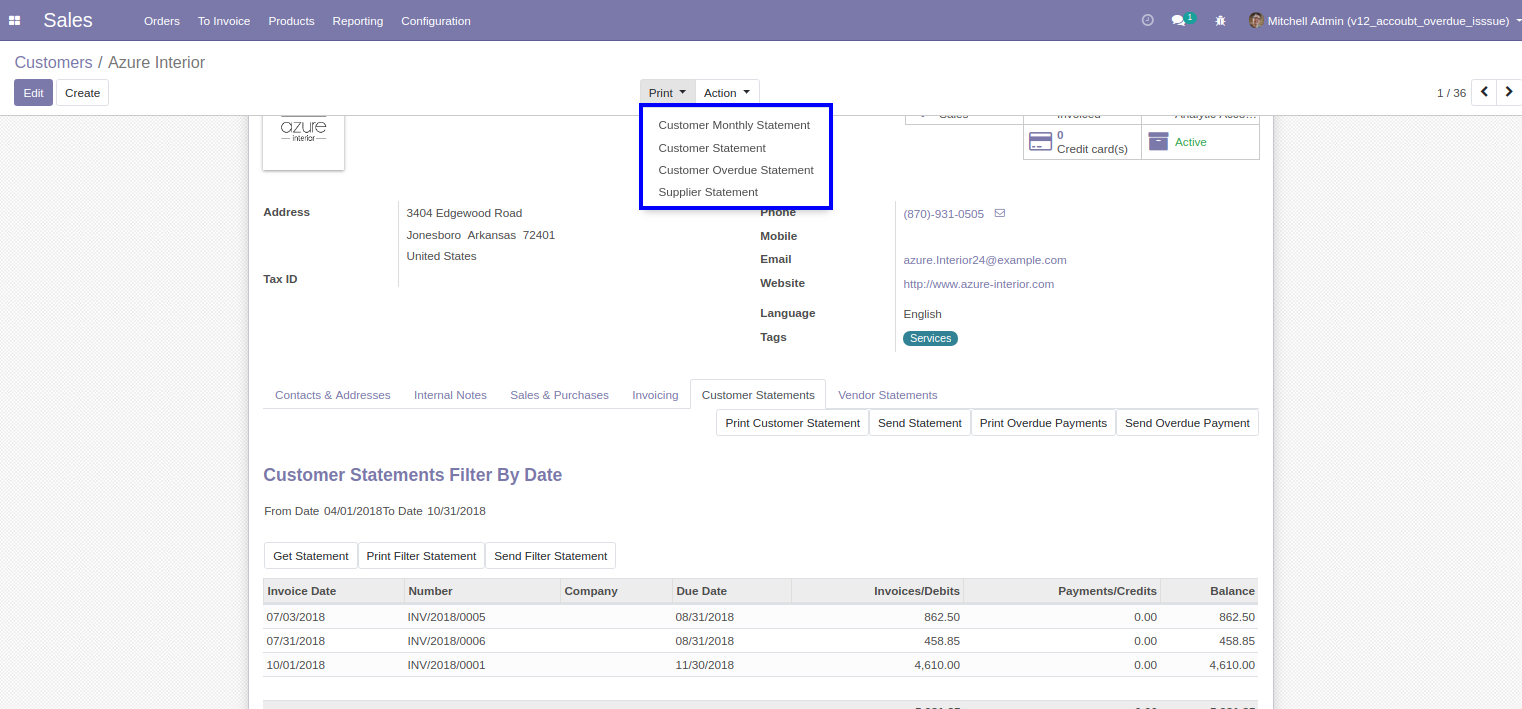 Sales Orders To Invoice Products Reporting Configuration 1 Mitchell Admin (v12_accoubt_overdue_isssue)
Customers / Azure Interior
Edit Create Print Action 1 / 36
Customer Monthly Statement
Customer Statement
Customer Overdue Statement
Supplier Statement
azure
interior
Sales Invoiced Analytic Acco...
0
Credit card(s) Active
Address 3404 Edgewood Road
Jonesboro Arkansas 72401
United States
Tax ID
Phone (870)-931-0505
Mobile
Email azure.Interior24@example.com
Website http://www.azure-interior.com
Language English
Tags Services
Contacts & Addresses Internal Notes Sales & Purchases Invoicing Customer Statements Vendor Statements
Print Customer Statement Send Statement Print Overdue Payments Send Overdue Payment
Customer Statements Filter By Date
From Date 04/01/2018To Date 10/31/2018
Get Statement Print Filter Statement Send Filter Statement
Invoice Date Number Company Due Date Invoices/Debits Payments/Credits Balance
07/03/2018 INV/2018/0005 08/31/2018 862.50 0.00 862.50
07/31/2018 INV/2018/0006 08/31/2018 458.85 0.00 458.85
10/01/2018 INV/2018/0001 11/30/2018 4,610.00 0.00 4,610.00